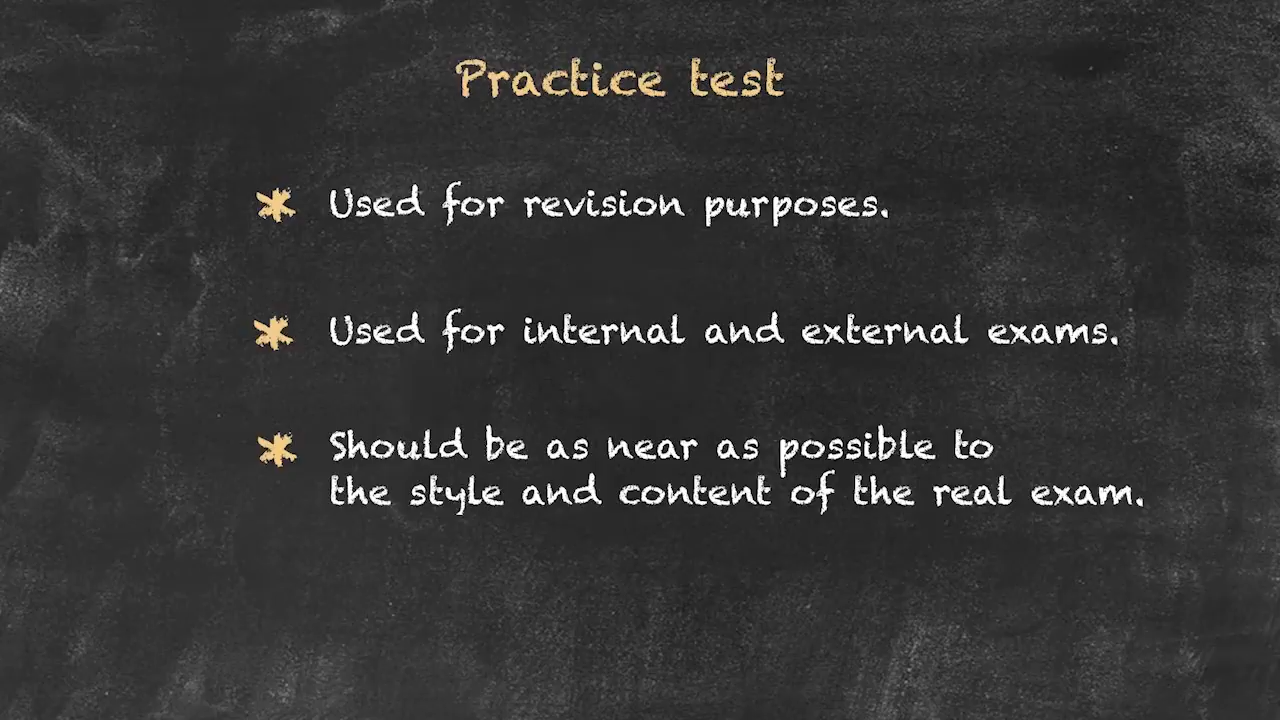 Practice test
* Used for revision purposes.
* Used for internal and external exams.
* Should be as near as possible to
the style and content of the real exam.